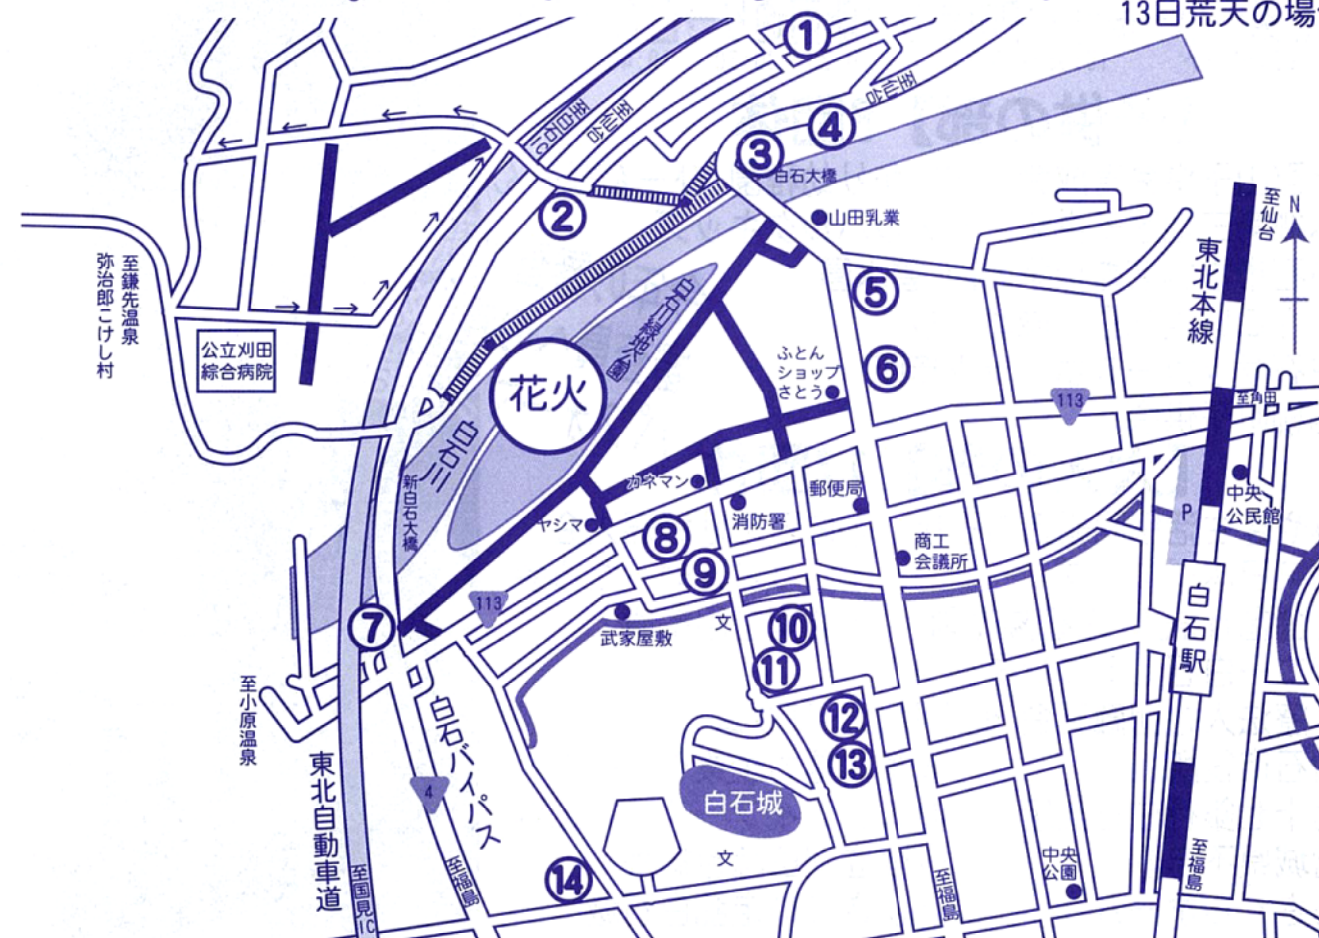 13日荒天の場
①
至仙台
④
③
白石大橋
至白石IC
至仙台
②
山田乳業
至仙台
N
東北本線
至鎌先温泉
弥治郎こけし村
公立刈田
綜合病院
⑤
白石川緑地公園
ふとん
ショップ
さとう
⑥
花火
113
至角田
白石川
新白石大橋
カネマン
ヤシマ
消防署
郵便局
中央
公民館
P
商工
会議所
⑧
⑨
113
⑦
武家屋敷
文
⑩
⑪
白石駅
至小原温泉
白石バイパス
⑫
⑬
東北自動車道
4
白石城
文
⑭
中央
公園
至国見IC
至福島
至福島
至福島